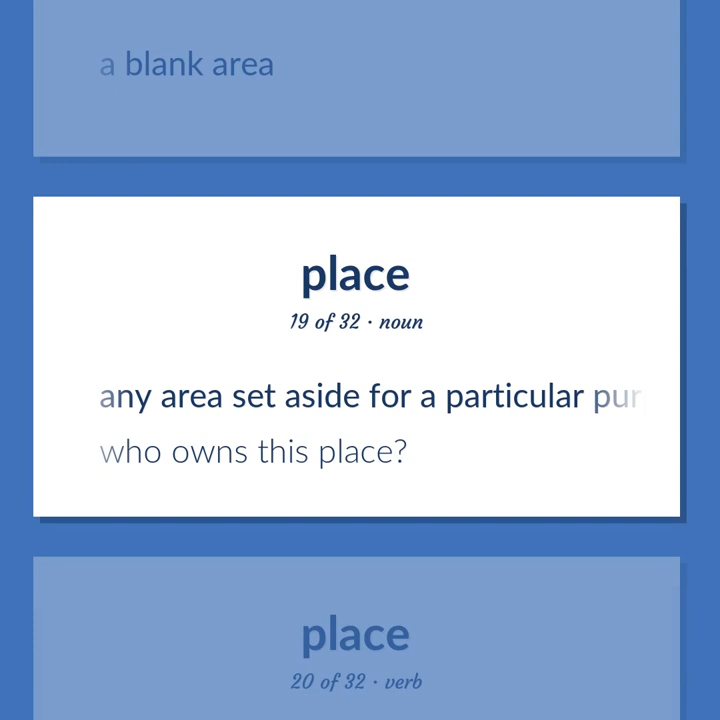 a blank area
place
19 of 32 · noun
any area set aside for a particular
who owns this place?
place
20 of 32 · verb